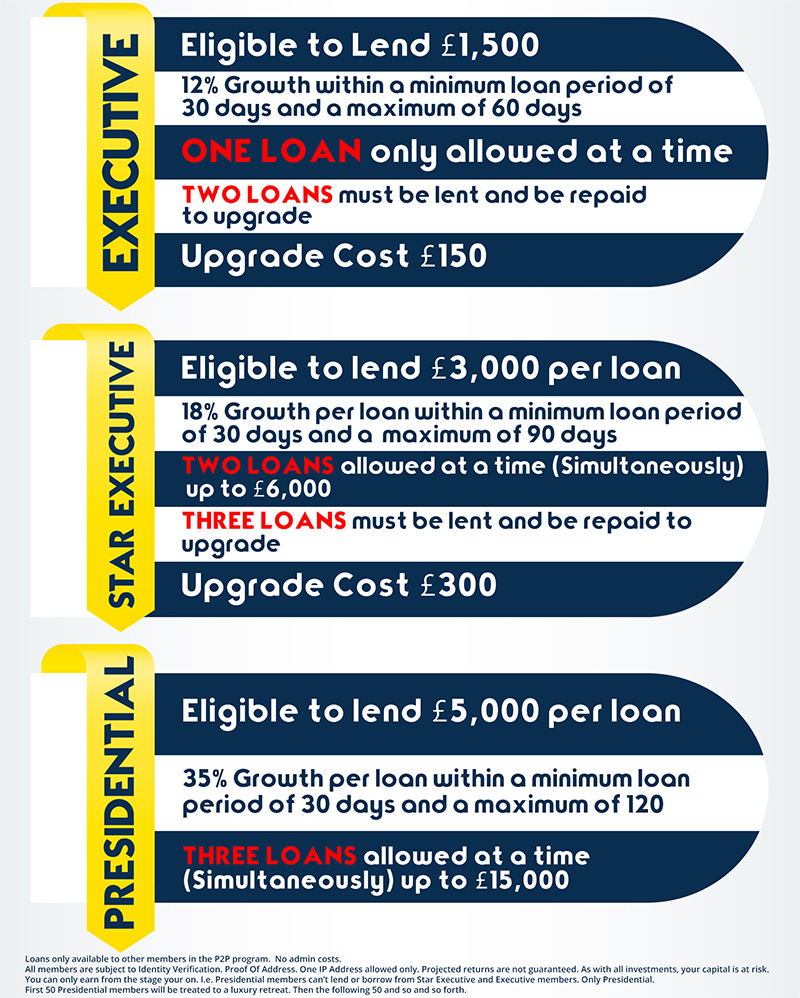 EXECUTIVE
Eligible to Lend £1,500
12% Growth within a minimum loan period of
30 days and a maximum of 60 days
ONE LOAN only allowed at a time
TWO LOANS must be lent and be repaid
to upgrade
Upgrade Cost £150
STAR EXECUTIVE
Eligible to lend £3,000 per loan
18% Growth per loan within a minimum loan period
of 30 days and a maximum of 90 days
TWO LOANS allowed at a time (Simultaneously)
up to £6,000
THREE LOANS must be lent and be repaid to
upgrade
Upgrade Cost £300
PRESIDENTIAL
Eligible to lend £5,000 per loan
35% Growth per loan within a minimum loan
period of 30 days and a maximum of 120
THREE LOANS allowed at a time
(Simultaneously) up to £15,000
Loans only available to other members in the P2P program. No admin costs.
All members are subject to Identity Verification. Proof Of Address. One IP Address allowed only. Projected returns are not guaranteed. As with all investments, your capital is at risk.
You can only earn from the stage your on. I.e. Presidential members can't lend or borrow from Star Executive and Executive members. Only Presidential.
First 50 Presidential members will be treated to a luxury retreat. Then the following 50 and so and so forth.